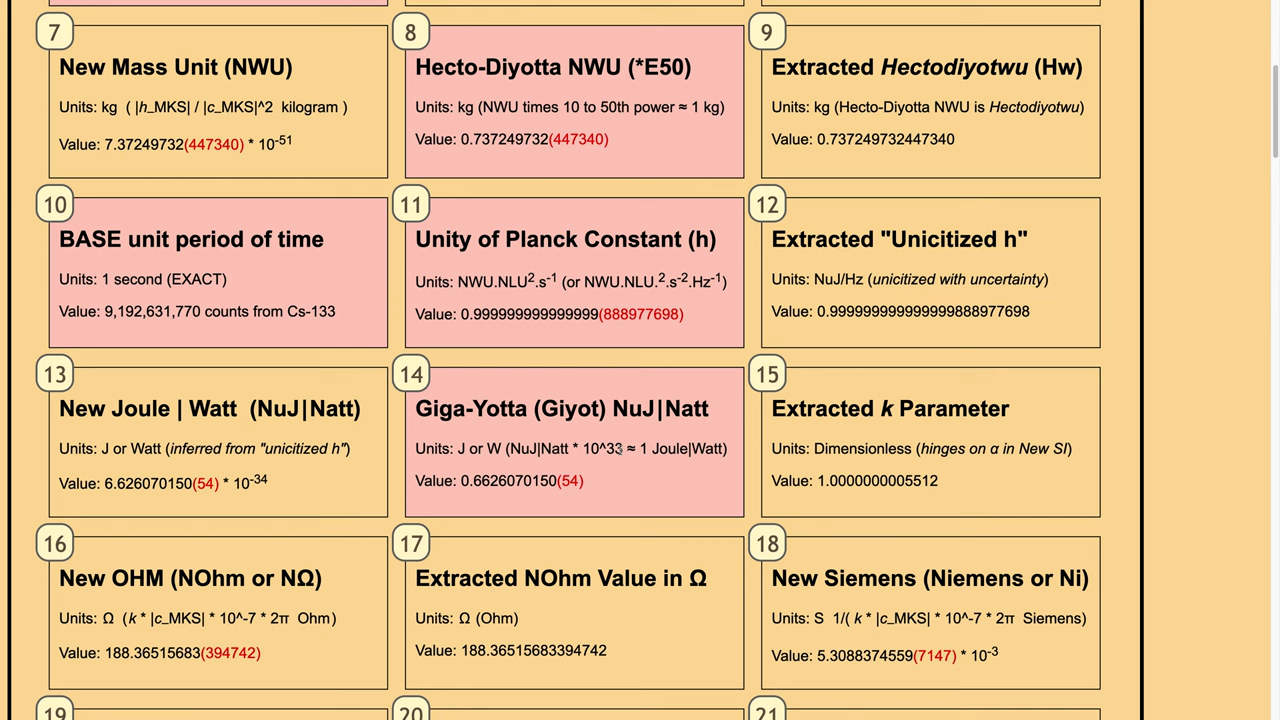 7
New Mass Unit (NWU)
Units: kg ( |h_MKS| / |c_MKS|^2 kilogram )
Value: 7.37249732(447340) * 10-51
8
Hecto-Diyotta NWU (*E50)
Units: kg (NWU times 10 to 50th power ≈ 1 kg)
Value: 0.737249732(447340)
9
Extracted Hectodiyotwu (Hw)
Units: kg (Hecto-Diyotta NWU is Hectodiyotwu)
Value: 0.737249732447340
10
BASE unit period of time
Units: 1 second (EXACT)
Value: 9,192,631,770 counts from Cs-133
11
Unity of Planck Constant (h)
Units: NWU.NLU2.s-1 (or NWU.NLU.2.s-2.Hz-1)
Value: 0.999999999999999(888977698)
12
Extracted "Unicitized h"
Units: NuJ/Hz (unicitized with uncertainty)
Value: 0.999999999999999888977698
13
New Joule | Watt (NuJ|Natt)
Units: J or Watt (inferred from "unicitized h")
Value: 6.626070150(54) * 10-34
14
Giga-Yotta (Giyot) NuJ|Natt
Units: J or W (NuJ|Natt * 10^33 ≈ 1 Joule|Watt)
Value: 0.6626070150(54)
15
Extracted k Parameter
Units: Dimensionless (hinges on α in New SI)
Value: 1.0000000005512
16
New OHM (NOhm or NΩ)
Units: Ω (k * |c_MKS| * 10^-7 * 2π Ohm)
Value: 188.36515683(394742)
17
Extracted NOhm Value in Ω
Units: Ω (Ohm)
Value: 188.36515683394742
18
New Siemens (Niemens or Ni)
Units: S 1/( k * |c_MKS| * 10^-7 * 2π Siemens)
Value: 5.3088374559(7147) * 10-3
19
20
21